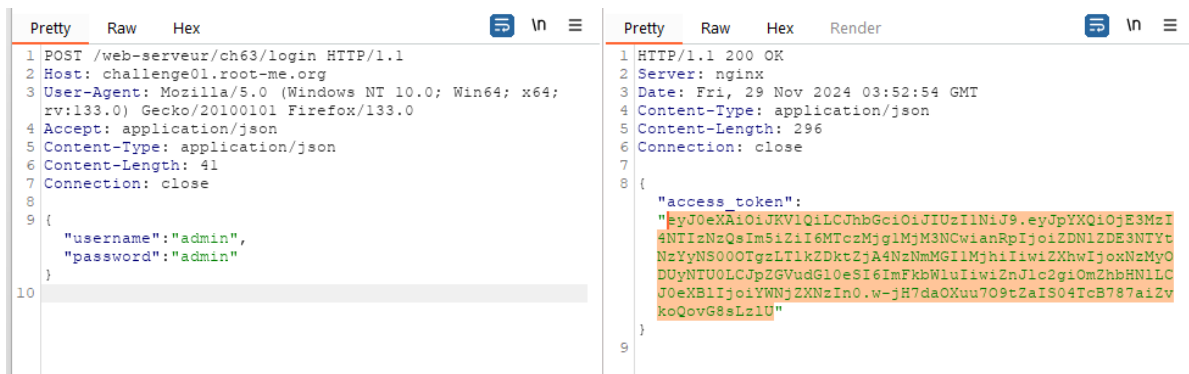 Pretty Raw Hex \n
1 POST /web-serveur/ch63/login HTTP/1.1
2 Host: challenge01.root-me.org
3 User-Agent: Mozilla/5.0 (Windows NT 10.0; Win64; x64;
rv:133.0) Gecko/20100101 Firefox/133.0
4 Accept: application/json
5 Content-Type: application/json
6 Content-Length: 41
7 Connection: close
8
9 {
"username":"admin",
"password":"admin"
}
10
Pretty Raw Hex Render \n
1 HTTP/1.1 200 OK
2 Server: nginx
3 Date: Fri, 29 Nov 2024 03:52:54 GMT
4 Content-Type: application/json
5 Content-Length: 296
6 Connection: close
7
8 {
"access_token":
"eyJ0eXAiOiJKV1QiLCJhbGciOiJIUzI1NiJ9.eyJpYXQiOjE3MzI
4NTIzNzQsIm5iZiI6MTczMjg1MjM3NCwianRpIjoiZDNlZDE3NTYt
NzYyNS00OTgzLTlkZDktZjA4NzNmMGI1MjhiIiwiZXhwIjoxNzMyO
DUyNTU0LCJpZGVudGl0eSI6ImFkbWluIiwiZnJlc2giOmZhbHNlLC
J0eXBlIjoiYWNjZXNzIn0.w-jH7daOXuu7O9tZaIS04TcB787aiZv
koQovG8sLzlU"
}
9